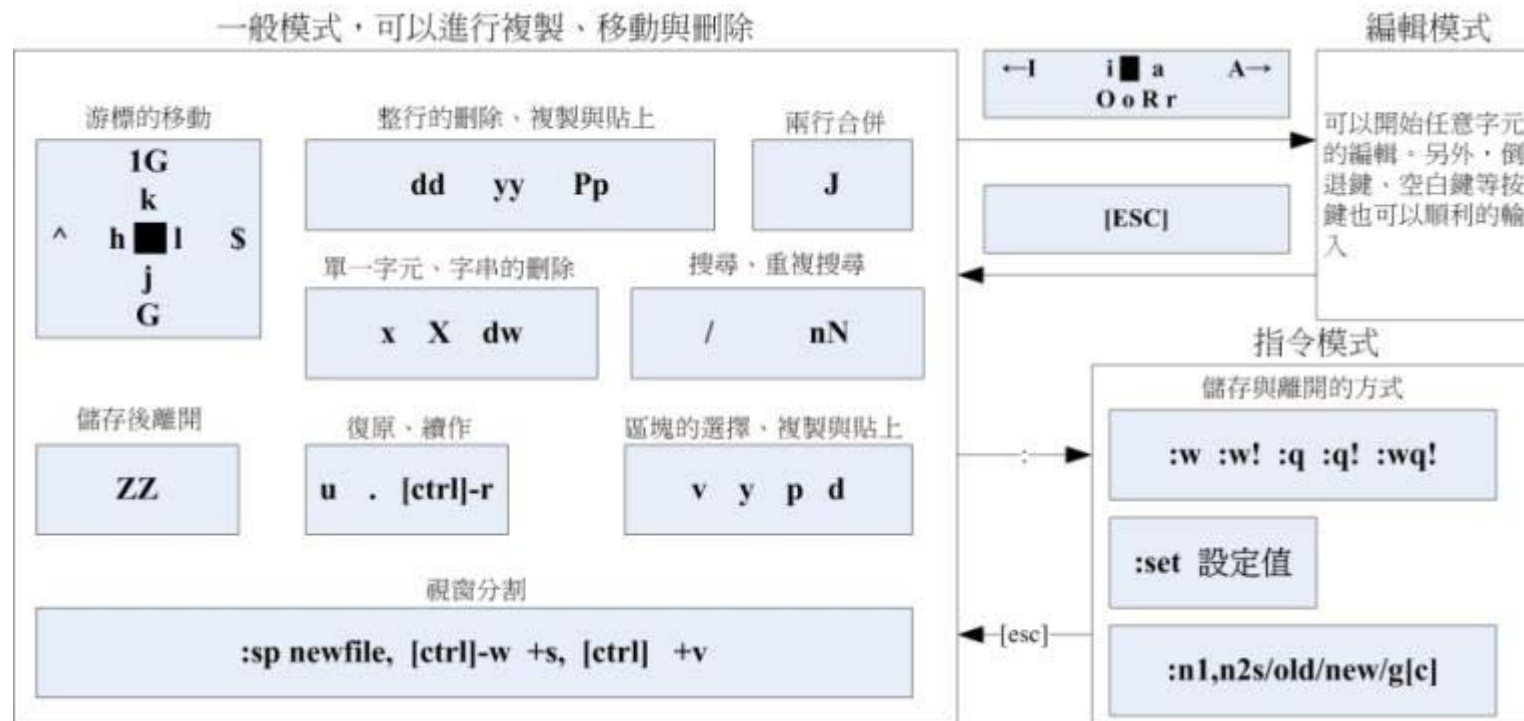 一般模式，可以進行複製、移動與刪除
游標的移動
1G
k
^ h l $
j
G
整行的刪除、複製與貼上
dd yy Pp
兩行合併
J
單一字元、字串的刪除
x X dw
搜尋、重複搜尋
/ nN
儲存後離開
ZZ
復原、續作
u . [ctrl]-r
區塊的選擇、複製與貼上
v y p d
視窗分割
:sp newfile, [ctrl]-w +s, [ctrl] +v
←I i a A→
O o R r
[ESC]
編輯模式
可以開始任意字元
的編輯。另外，倒
退鍵、空白鍵等按
鍵也可以順利的輸
入
:
[esc]
指令模式
儲存與離開的方式
:w :w! :q :q! :wq!
:set 設定值
:n1,n2s/old/new/g[c]